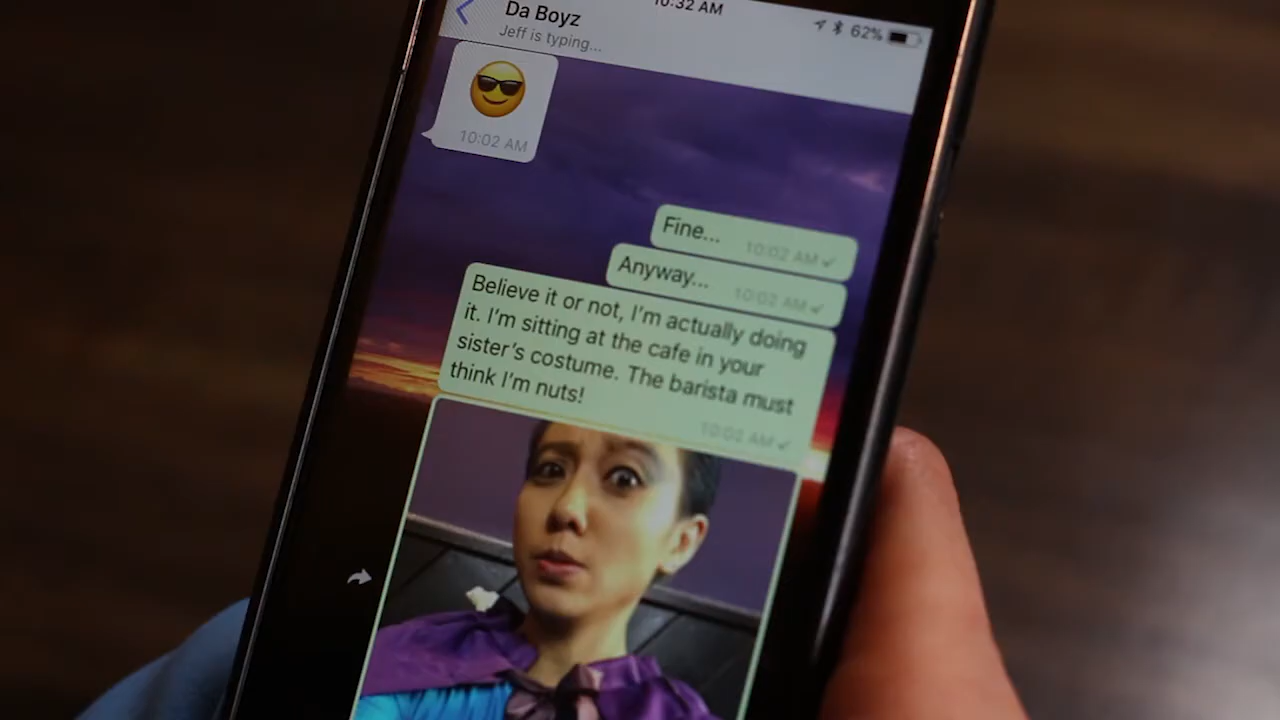 10:32 AM
62%
Da Boyz
Jeff is typing...
10:02 AM
Fine...
10:02 AM
Anyway...
10:02 AM
Believe it or not, I'm actually doing
it. I'm sitting at the cafe in your
sister's costume. The barista must
think I'm nuts!
10:02 AM